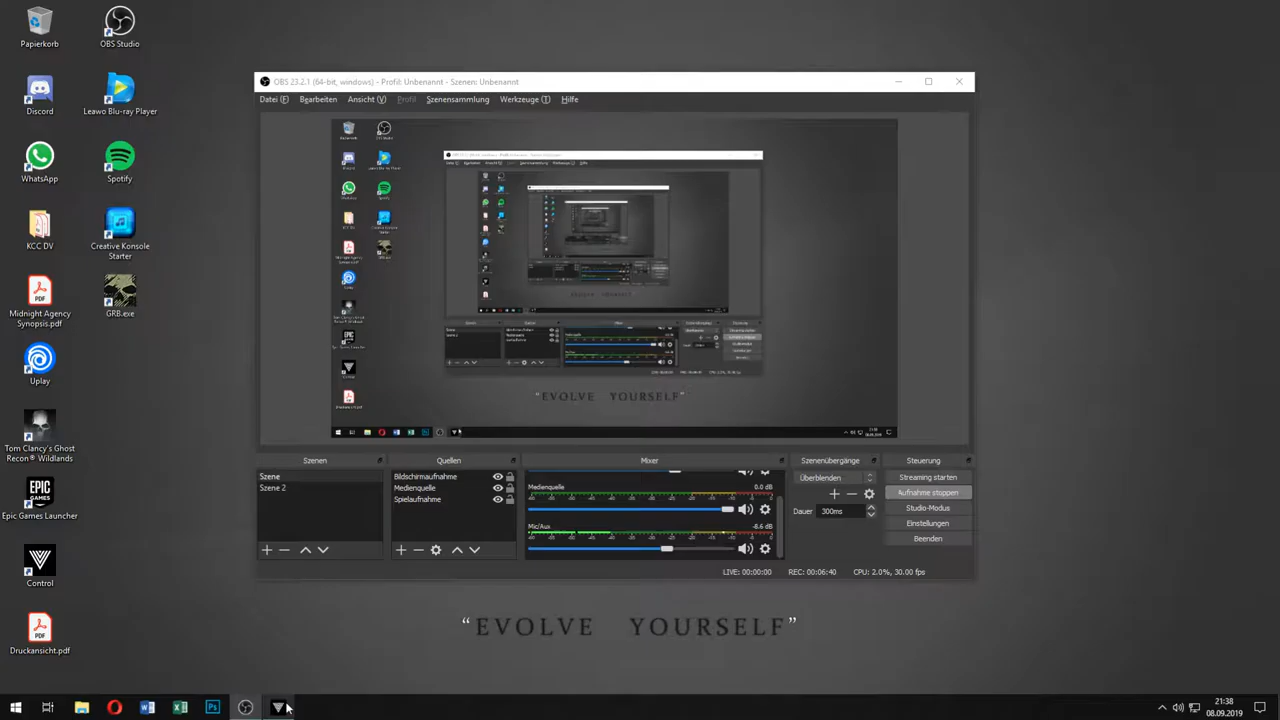 Papierkorb
OBS Studio
Discord
Leawo Blu-ray Player
WhatsApp
Spotify
KCC DV
Creative Konsole
Starter
Midnight Agency
Synopsis.pdf
GRB.exe
Uplay
Tom Clancy's Ghost
Recon® Wildlands
EPIC
GAMES
Epic Games Launcher
Control
Druckansicht.pdf
OBS 23.2.1 (64-bit, windows) - Profil: Unbenannt - Szenen: Unbenannt
Datei (F) Bearbeiten Ansicht (V) Profil Szenensammlung Werkzeuge (T) Hilfe
"EVOLVE YOURSELF"
Szenen Quellen Mixer Szenenübergänge Steuerung
Szene
Szene 2
Bildschirmaufnahme
Medienquelle
Spielaufnahme
Medienquelle 0.0 dB
Mic/Aux -8.6 dB
Überblenden
Dauer 300ms
Streaming starten
Aufnahme stoppen
Studio-Modus
Einstellungen
Beenden
LIVE: 00:00:00 REC: 00:06:40 CPU: 2.0%, 30.00 fps
"EVOLVE YOURSELF"
21:38
08.09.2019